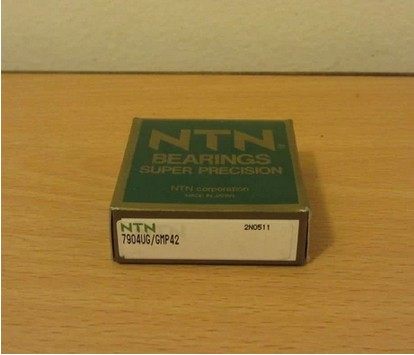 NTN®
BEARINGS
SUPER PRECISION
NTN corporation
MADE IN JAPAN
NTN 2N0511
7904UG/GMP42